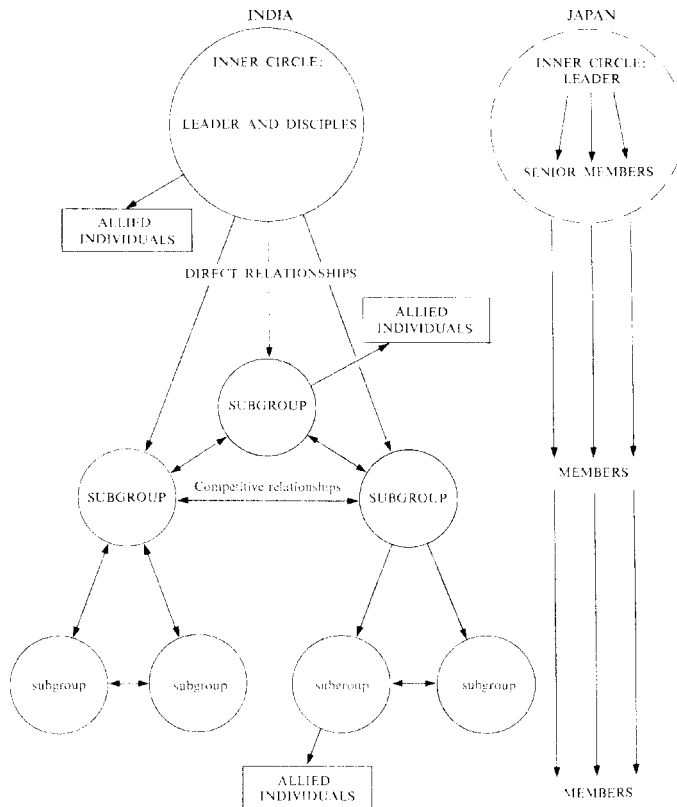 INDIA
INNER CIRCLE:
LEADER AND DISCIPLES
ALLIED
INDIVIDUALS
DIRECT RELATIONSHIPS
ALLIED
INDIVIDUALS
SUBGROUP
SUBGROUP
Competitive relationships
SUBGROUP
subgroup
subgroup
subgroup
subgroup
ALLIED
INDIVIDUALS
JAPAN
INNER CIRCLE:
LEADER
SENIOR MEMBERS
MEMBERS
MEMBERS